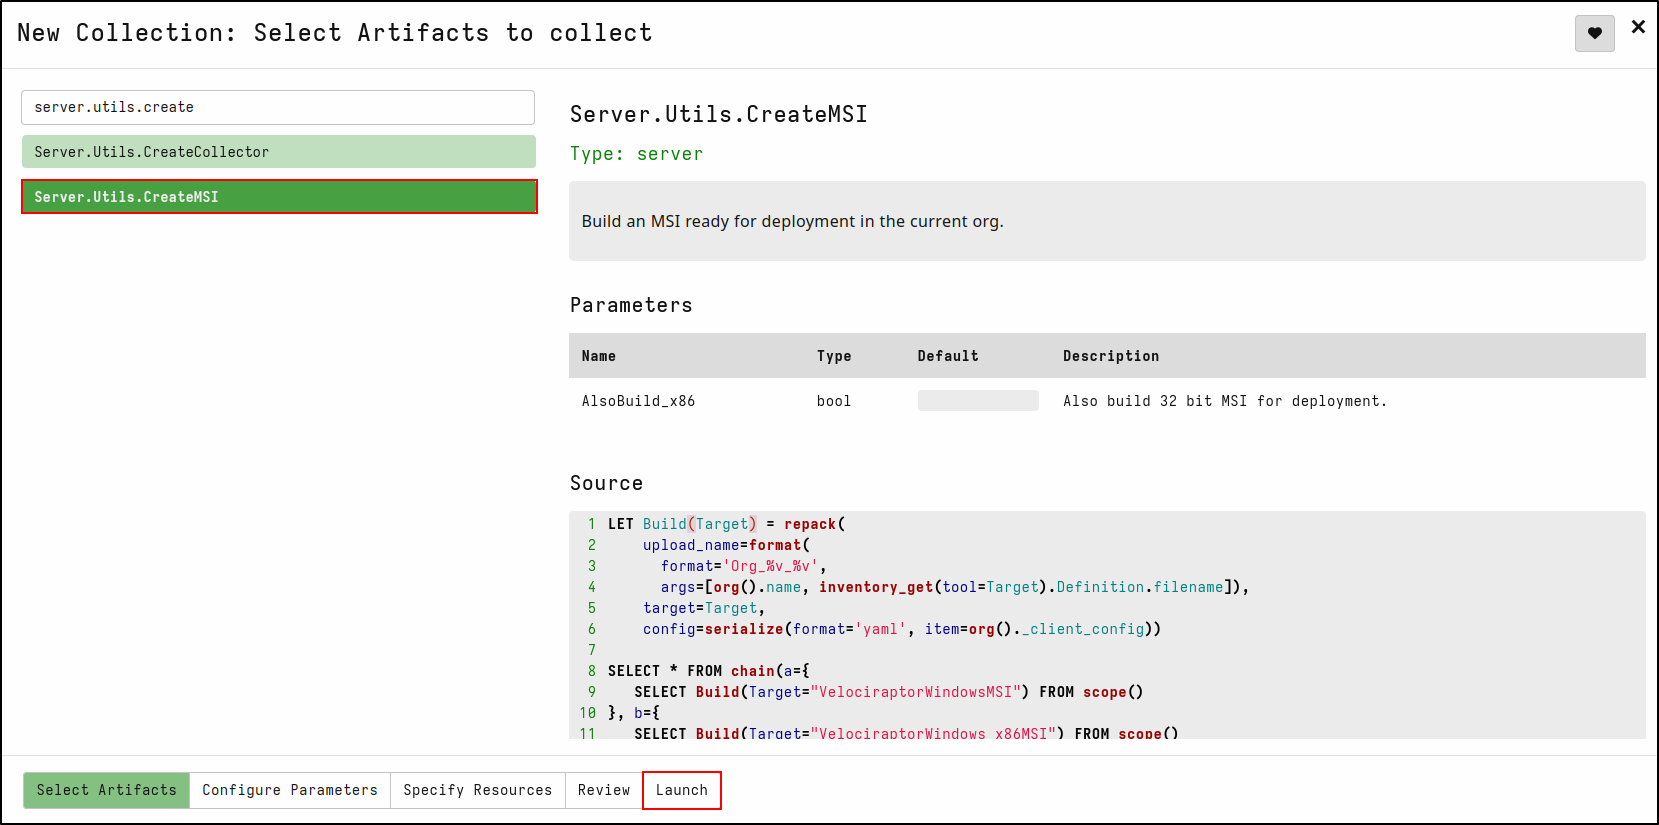 New Collection: Select Artifacts to collect
server.utils.create
Server.Utils.CreateCollector
Server.Utils.CreateMSI
Server.Utils.CreateMSI
Type: server
Build an MSI ready for deployment in the current org.
Parameters
Name Type Default Description
AlsoBuild_x86 bool Also build 32 bit MSI for deployment.
Source
1 LET Build(Target) = repack(
2     upload_name=format(
3       format='Org_%v_%v',
4       args=[org().name, inventory_get(tool=Target).Definition.filename]),
5     target=Target,
6     config=serialize(format='yaml', item=org()._client_config))
7
8 SELECT * FROM chain(a={
9    SELECT Build(Target="VelociraptorWindowsMSI") FROM scope()
10 }, b={
11    SELECT Build(Target="VelociraptorWindows_x86MSI") FROM scope()
Select Artifacts Configure Parameters Specify Resources Review Launch